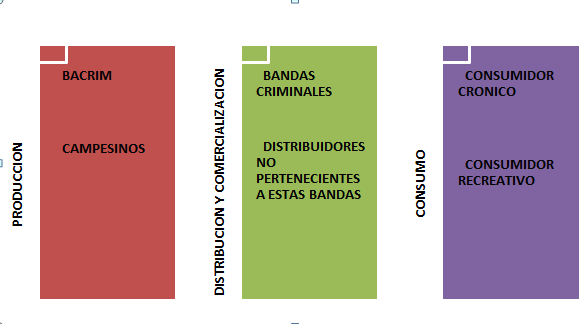 PRODUCCION
BACRIM
CAMPESINOS
DISTRIBUCION Y COMERCIALIZACION
BANDAS
CRIMINALES
DISTRIBUIDORES
NO
PERTENECIENTES
A ESTAS BANDAS
CONSUMO
CONSUMIDOR
CRONICO
CONSUMIDOR
RECREATIVO